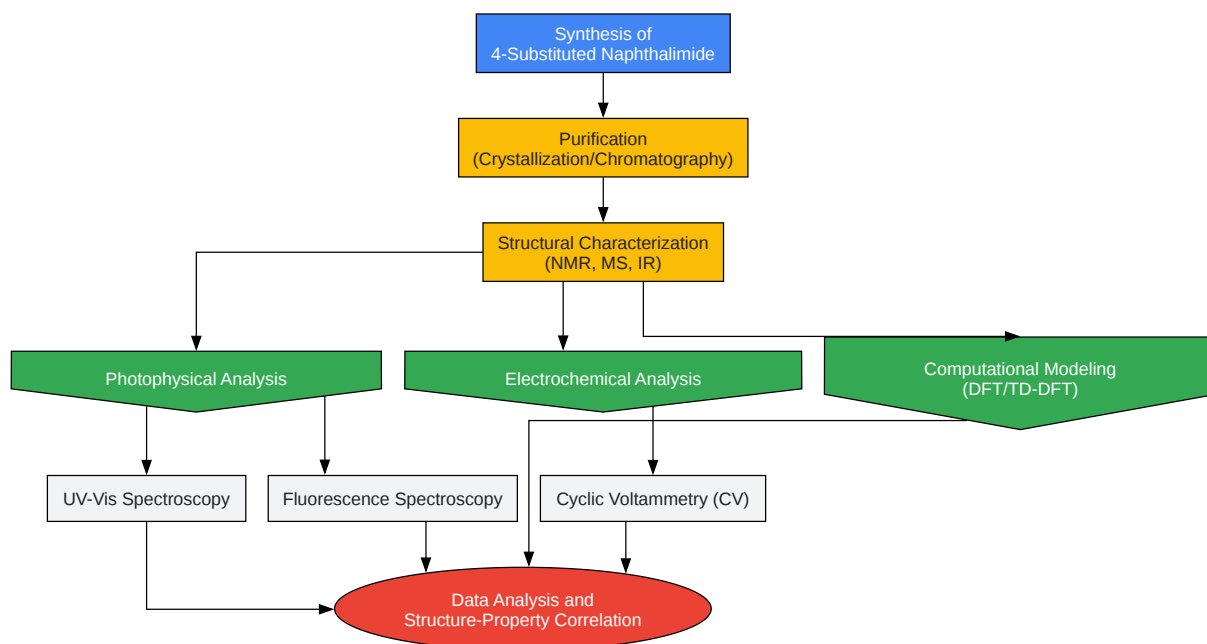 Synthesis of
4-Substituted Naphthalimide
Purification
(Crystallization/Chromatography)
Structural Characterization
(NMR, MS, IR)
Photophysical Analysis
Electrochemical Analysis
Computational Modeling
(DFT/TD-DFT)
UV-Vis Spectroscopy
Fluorescence Spectroscopy
Cyclic Voltammetry (CV)
Data Analysis and
Structure-Property Correlation